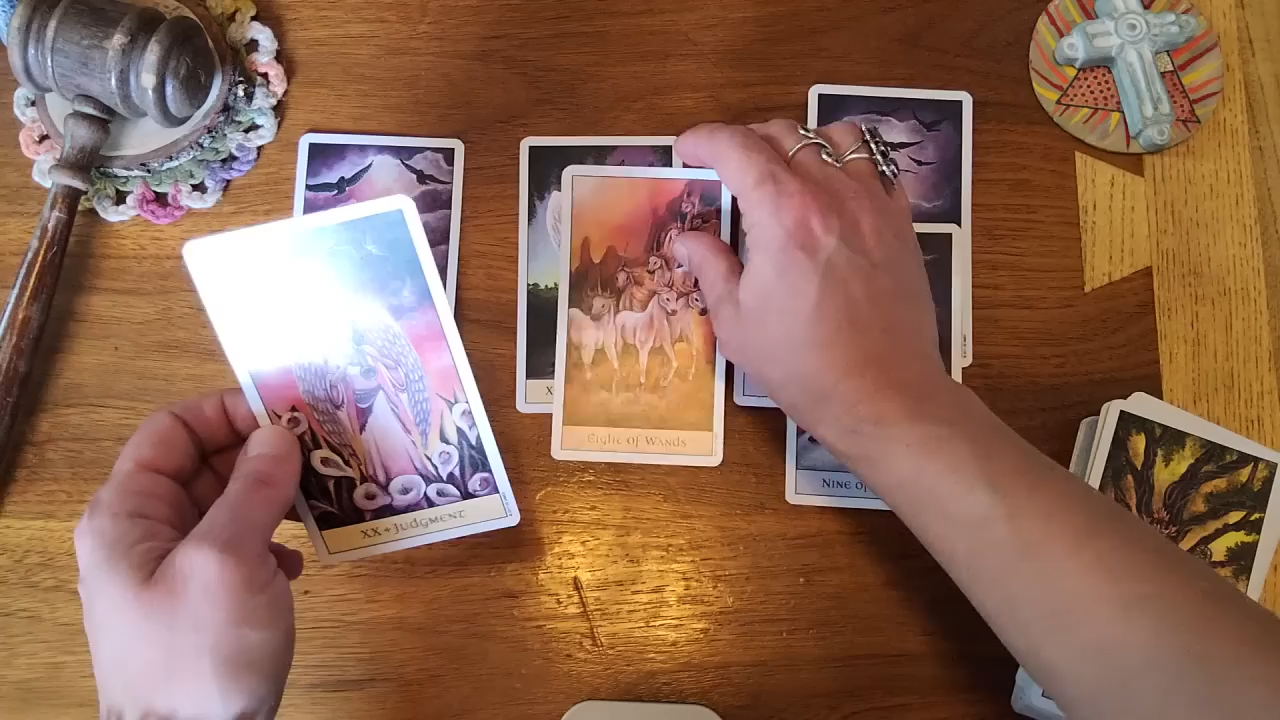 X
EIGHT OF WANDS
NINE OF
XX + JUDGMENT